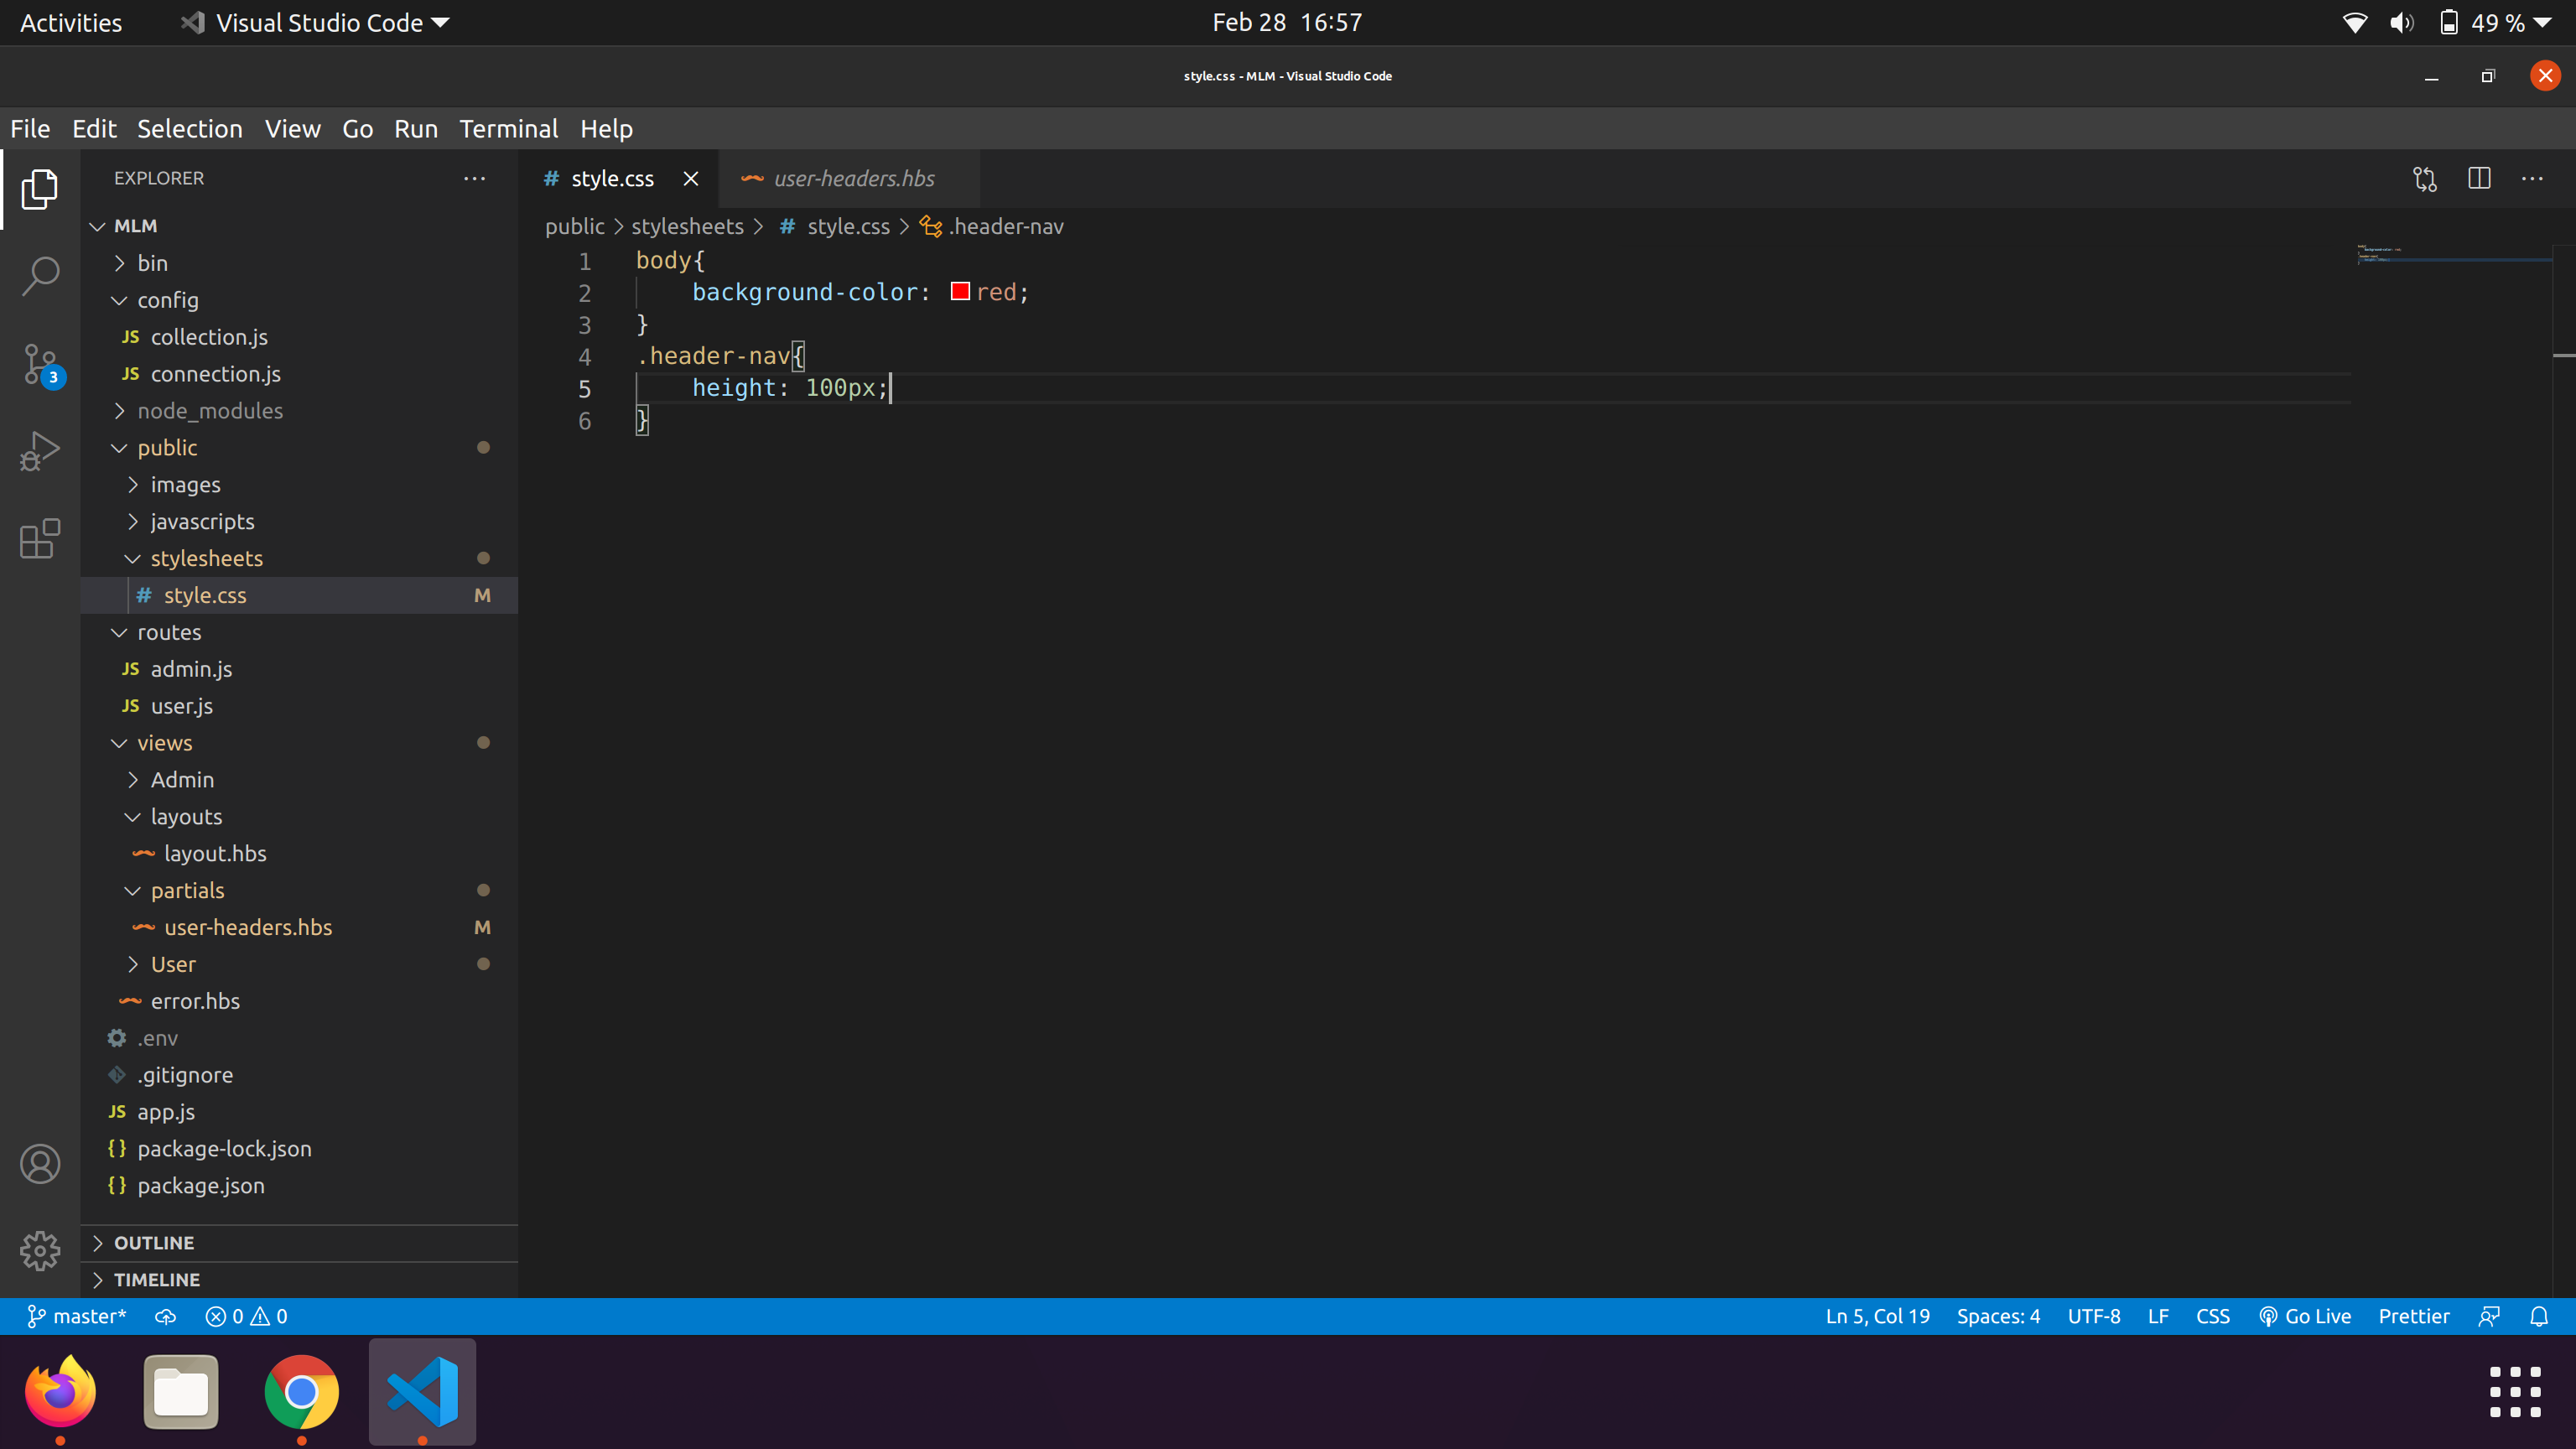 Activities Visual Studio Code Feb 28 16:57 49 %
style.css - MLM - Visual Studio Code
File Edit Selection View Go Run Terminal Help
EXPLORER
MLM
bin
config
JS collection.js
JS connection.js
node_modules
public
images
javascripts
stylesheets
# style.css M
routes
JS admin.js
JS user.js
views
Admin
layouts
layout.hbs
partials
user-headers.hbs M
User
error.hbs
.env
.gitignore
JS app.js
{} package-lock.json
{} package.json
OUTLINE
TIMELINE
3
# style.css user-headers.hbs
public > stylesheets > # style.css > .header-nav
1 body{
2 background-color: red;
3 }
4 .header-nav{
5 height: 100px;
6 }
master* 0 0 Ln 5, Col 19 Spaces: 4 UTF-8 LF CSS Go Live Prettier